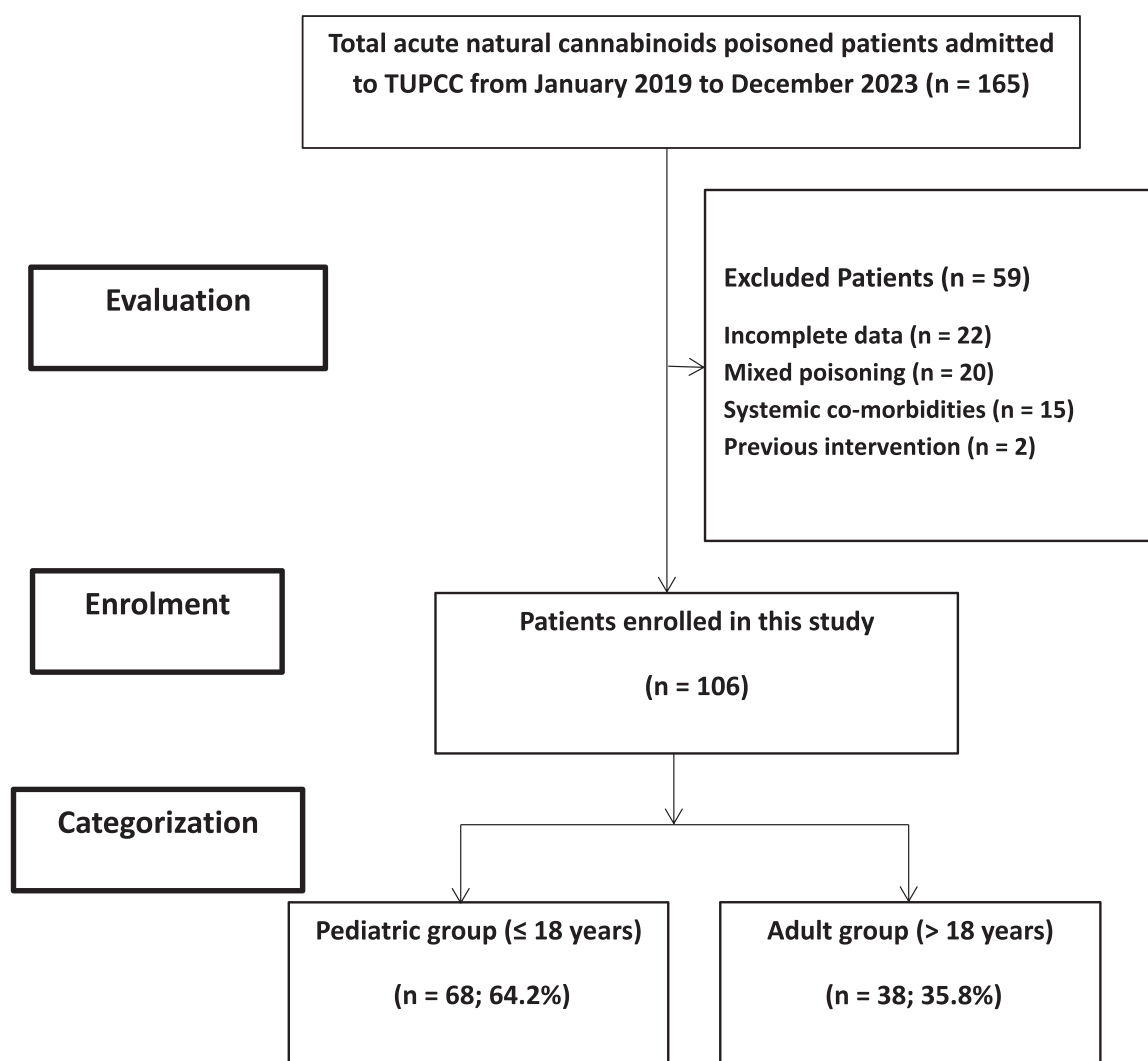 Total acute natural cannabinoids poisoned patients admitted
to TUPCC from January 2019 to December 2023 (n = 165)
Evaluation
Excluded Patients (n = 59)
Incomplete data (n = 22)
Mixed poisoning (n = 20)
Systemic co-morbidities (n = 15)
Previous intervention (n = 2)
Enrolment
Patients enrolled in this study
(n = 106)
Categorization
Pediatric group (≤ 18 years)
(n = 68; 64.2%)
Adult group (> 18 years)
(n = 38; 35.8%)